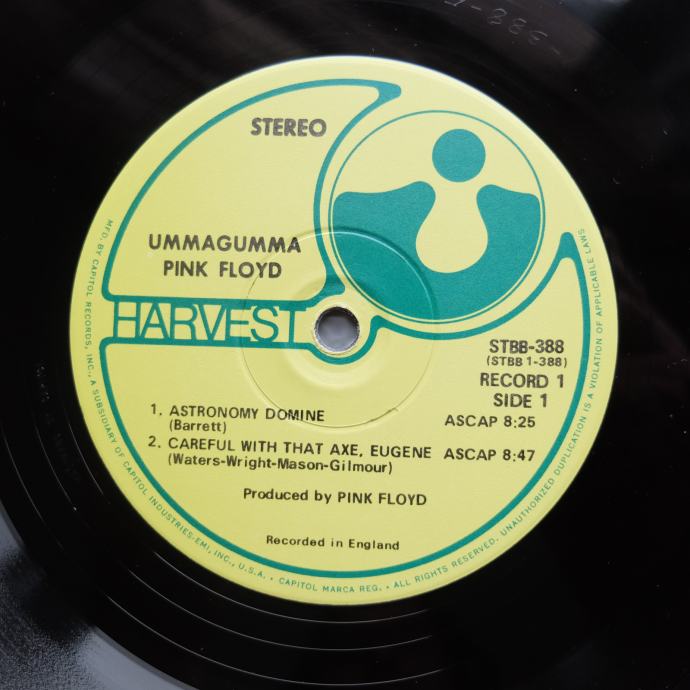 STEREO
UMMAGUMMA
PINK FLOYD
HARVEST
STBB-388
(STBB 1-388)
RECORD 1
SIDE 1
1. ASTRONOMY DOMINE ASCAP 8:25
(Barrett)
2. CAREFUL WITH THAT AXE, EUGENE ASCAP 8:47
(Waters-Wright-Mason-Gilmour)
Produced by PINK FLOYD
Recorded in England
MFD. BY CAPITOL RECORDS, INC., A SUBSIDIARY OF CAPITOL INDUSTRIES-EMI, INC., U.S.A. • CAPITOL MARCA REG. • ALL RIGHTS RESERVED. UNAUTHORIZED DUPLICATION IS A VIOLATION OF APPLICABLE LAWS